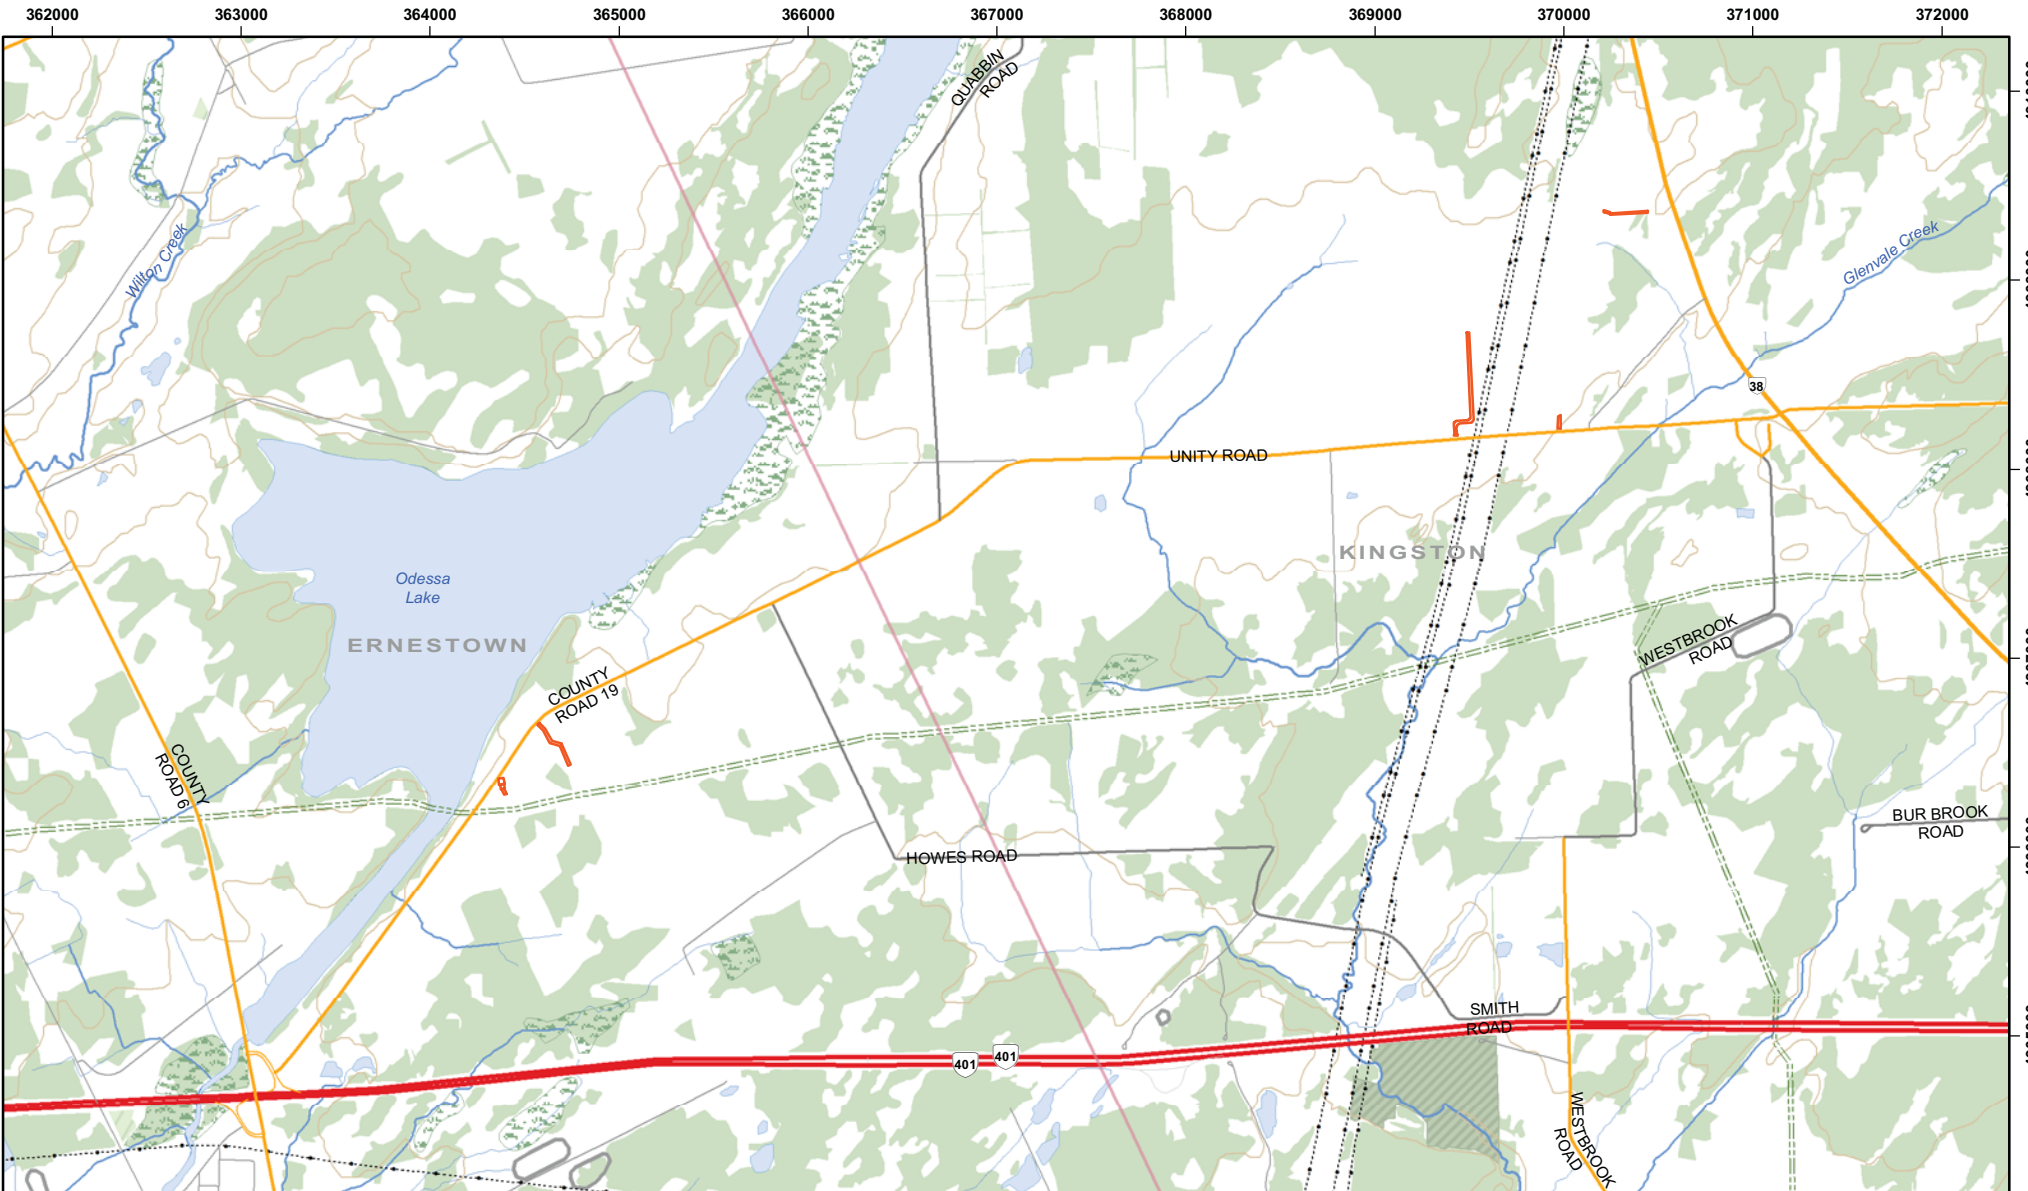 362000 363000 364000 365000 366000 367000 368000 369000 370000 371000 372000
QUABBIN
ROAD
Wilton Creek
Glenvale Creek
38
UNITY ROAD
KINGSTON
Odessa
Lake
ERNESTOWN
WESTBROOK
ROAD
COUNTY
ROAD 19
COUNTY
ROAD 6
BUR BROOK
ROAD
HOWES ROAD
SMITH
ROAD
401
401
WESTBROOK
ROAD